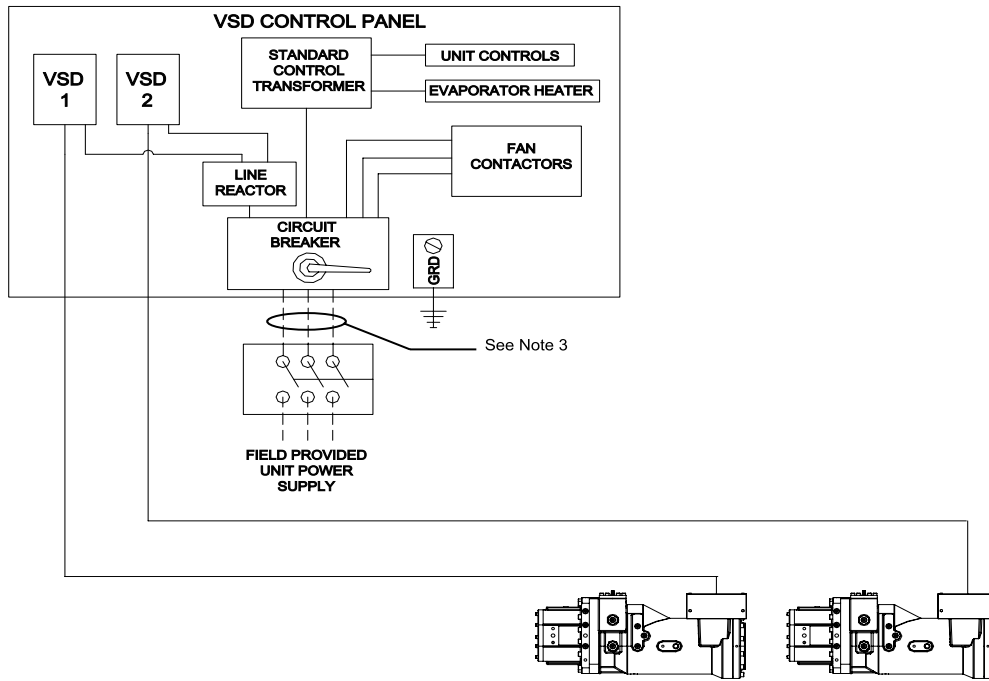 VSD CONTROL PANEL
VSD
1
VSD
2
STANDARD
CONTROL
TRANSFORMER
UNIT CONTROLS
EVAPORATOR HEATER
FAN
CONTACTORS
LINE
REACTOR
CIRCUIT
BREAKER
GRD
See Note 3
FIELD PROVIDED
UNIT POWER
SUPPLY